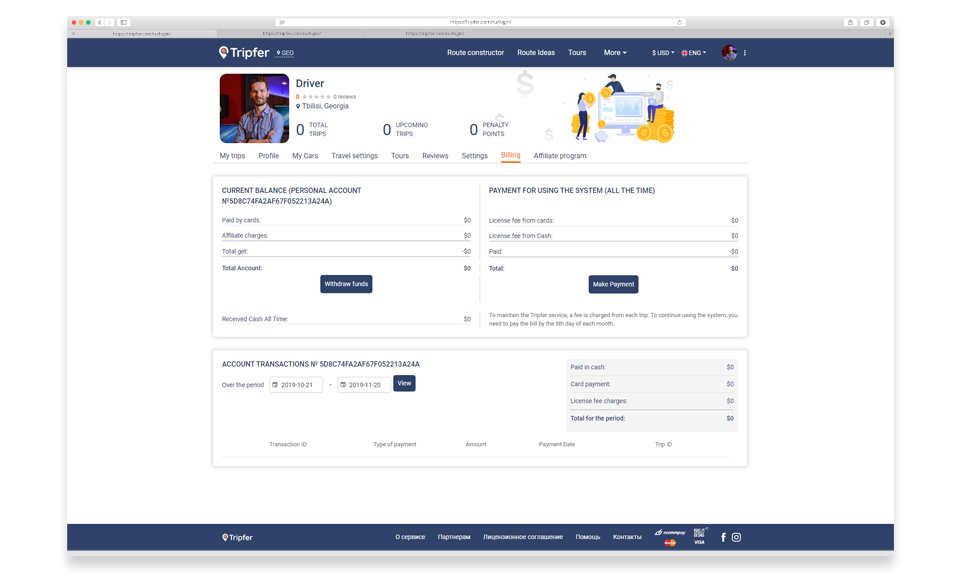 https://tripfer.com/ru/login/
https://tripfer.com/ru/login/
https://tripfer.com/ru/login/
https://tripfer.com/ru/login/
Tripfer GEO Route constructor Route Ideas Tours More $ USD ENG
Driver
0 0 reviews
Tbilisi, Georgia
0 TOTAL TRIPS 0 UPCOMING TRIPS 0 PENALTY POINTS
My trips Profile My Cars Travel settings Tours Reviews Settings Billing Affiliate program
CURRENT BALANCE (PERSONAL ACCOUNT
№5D8C74FA2AF67F052213A24A)
Paid by cards: $0
Affiliate charges: $0
Total get: -$0
Total Account: $0
Withdraw funds
Received Cash All Time: $0
PAYMENT FOR USING THE SYSTEM (ALL THE TIME)
License fee from cards: $0
License fee from Cash: $0
Paid: -$0
Total: $0
Make Payment
To maintain the Tripfer service, a fee is charged from each trip. To continue using the system, you
need to pay the bill by the 5th day of each month.
ACCOUNT TRANSACTIONS № 5D8C74FA2AF67F052213A24A
Over the period 2019-10-21 - 2019-11-20 View
Paid in cash: $0
Card payment: $0
License fee charges: $0
Total for the period: $0
Transaction ID Type of payment Amount Payment Date Trip ID
Tripfer О сервисе Партнерам Лицензионное соглашение Помощь Контакты
ecommpay
MasterCard VISA